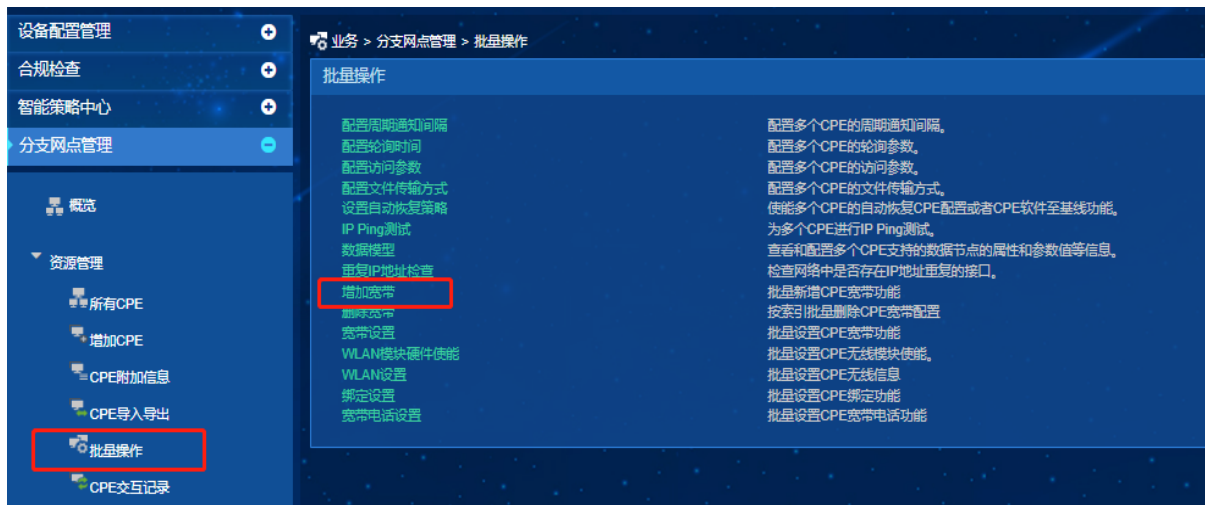 设备配置管理
合规检查
智能策略中心
分支网点管理
概览
资源管理
所有CPE
增加CPE
CPE附加信息
CPE导入导出
批量操作
CPE交互记录
业务 > 分支网点管理 > 批量操作
批量操作
配置周期通知间隔 配置多个CPE的周期通知间隔。
配置轮询时间 配置多个CPE的轮询参数。
配置访问参数 配置多个CPE的访问参数。
配置文件传输方式 配置多个CPE的文件传输方式。
设置自动恢复策略 使能多个CPE的自动恢复CPE配置或者CPE软件至基线功能。
IP Ping测试 为多个CPE进行IP Ping测试。
数据模型 查看和配置多个CPE支持的数据节点的属性和参数值等信息。
重复IP地址检查 检查网络中是否存在IP地址重复的接口。
增加宽带 批量新增CPE宽带功能
删除宽带 按索引批量删除CPE宽带配置
宽带设置 批量设置CPE宽带功能
WLAN模块硬件使能 批量设置CPE无线模块使能。
WLAN设置 批量设置CPE无线信息
绑定设置 批量设置CPE绑定功能
宽带电话设置 批量设置CPE宽带电话功能